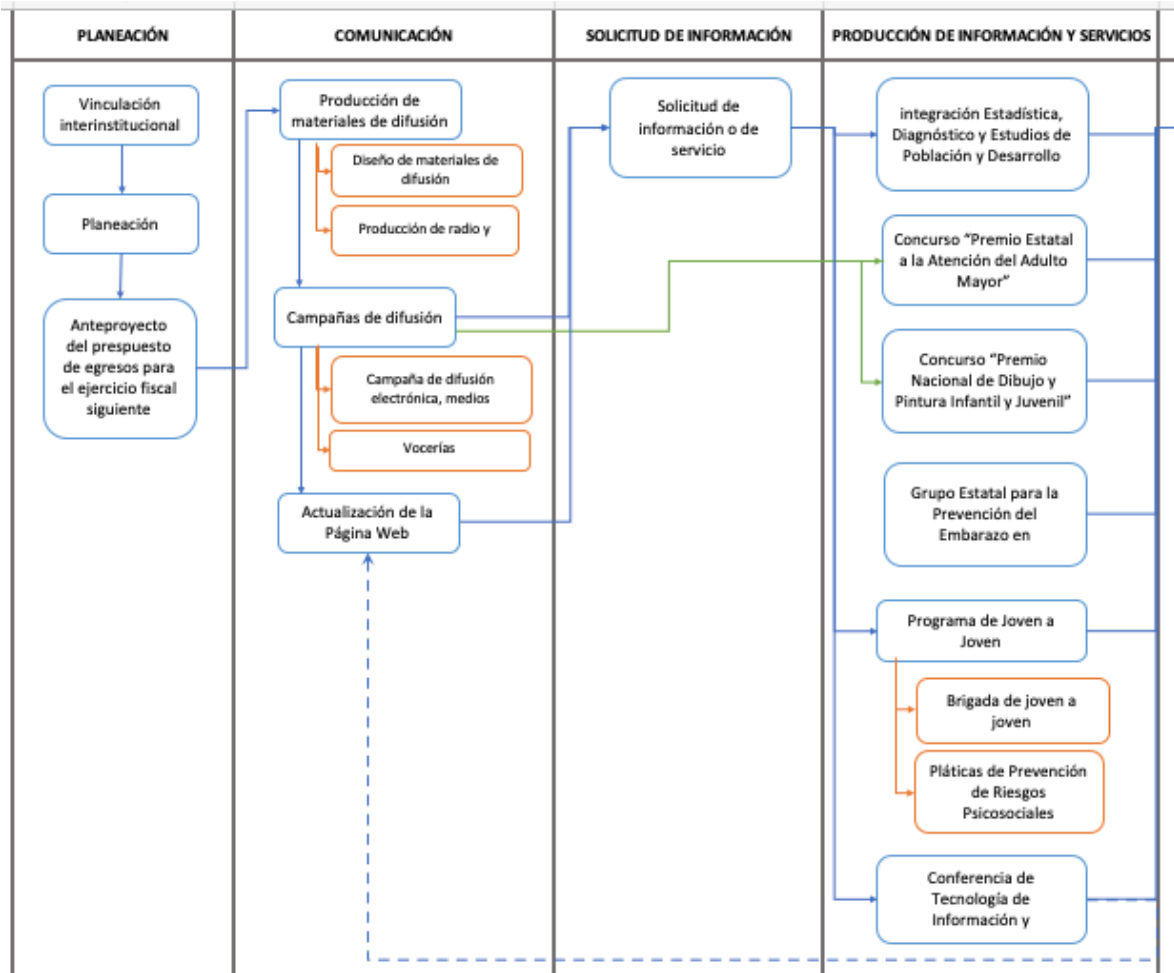 PLANEACIÓN
COMUNICACIÓN
SOLICITUD DE INFORMACIÓN
PRODUCCIÓN DE INFORMACIÓN Y SERVICIOS
Vinculación
interinstitucional
Planeación
Anteproyecto
del prespuesto
de egresos para
el ejercicio fiscal
siguiente
Producción de
materiales de difusión
Diseño de materiales de
difusión
Producción de radio y
Campañas de difusión
Campaña de difusión
electrónica, medios
Vocerías
Actualización de la
Página Web
Solicitud de
información o de
servicio
integración Estadística,
Diagnóstico y Estudios de
Población y Desarrollo
Concurso “Premio Estatal
a la Atención del Adulto
Mayor”
Concurso “Premio
Nacional de Dibujo y
Pintura Infantil y Juvenil”
Grupo Estatal para la
Prevención del
Embarazo en
Programa de Joven a
Joven
Brigada de joven a
joven
Pláticas de Prevención
de Riesgos
Psicosociales
Conferencia de
Tecnología de
Información y